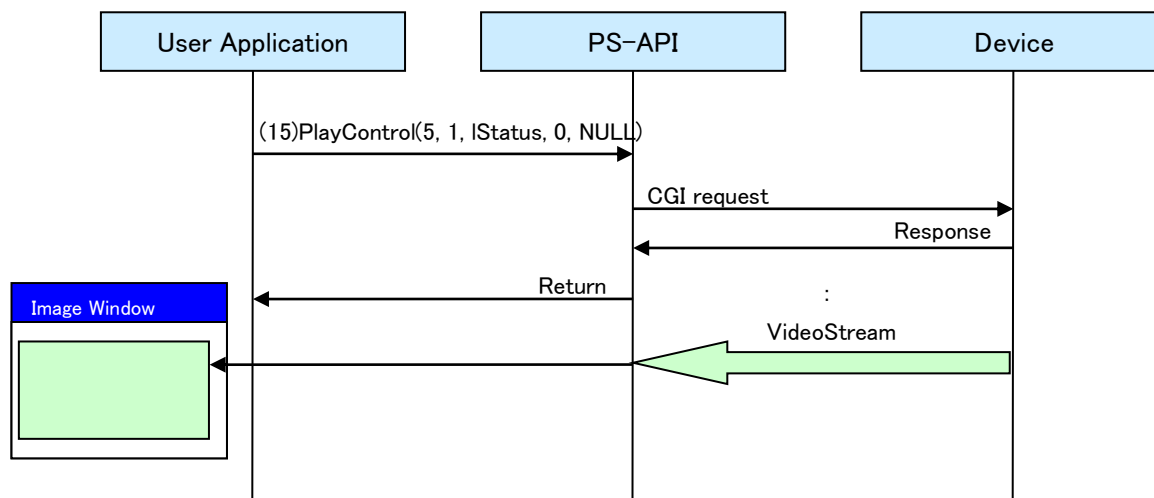 User Application
PS-API
Device
(15)PlayControl(5, 1, lStatus, 0, NULL)
CGI request
Response
Return
:
Image Window
VideoStream